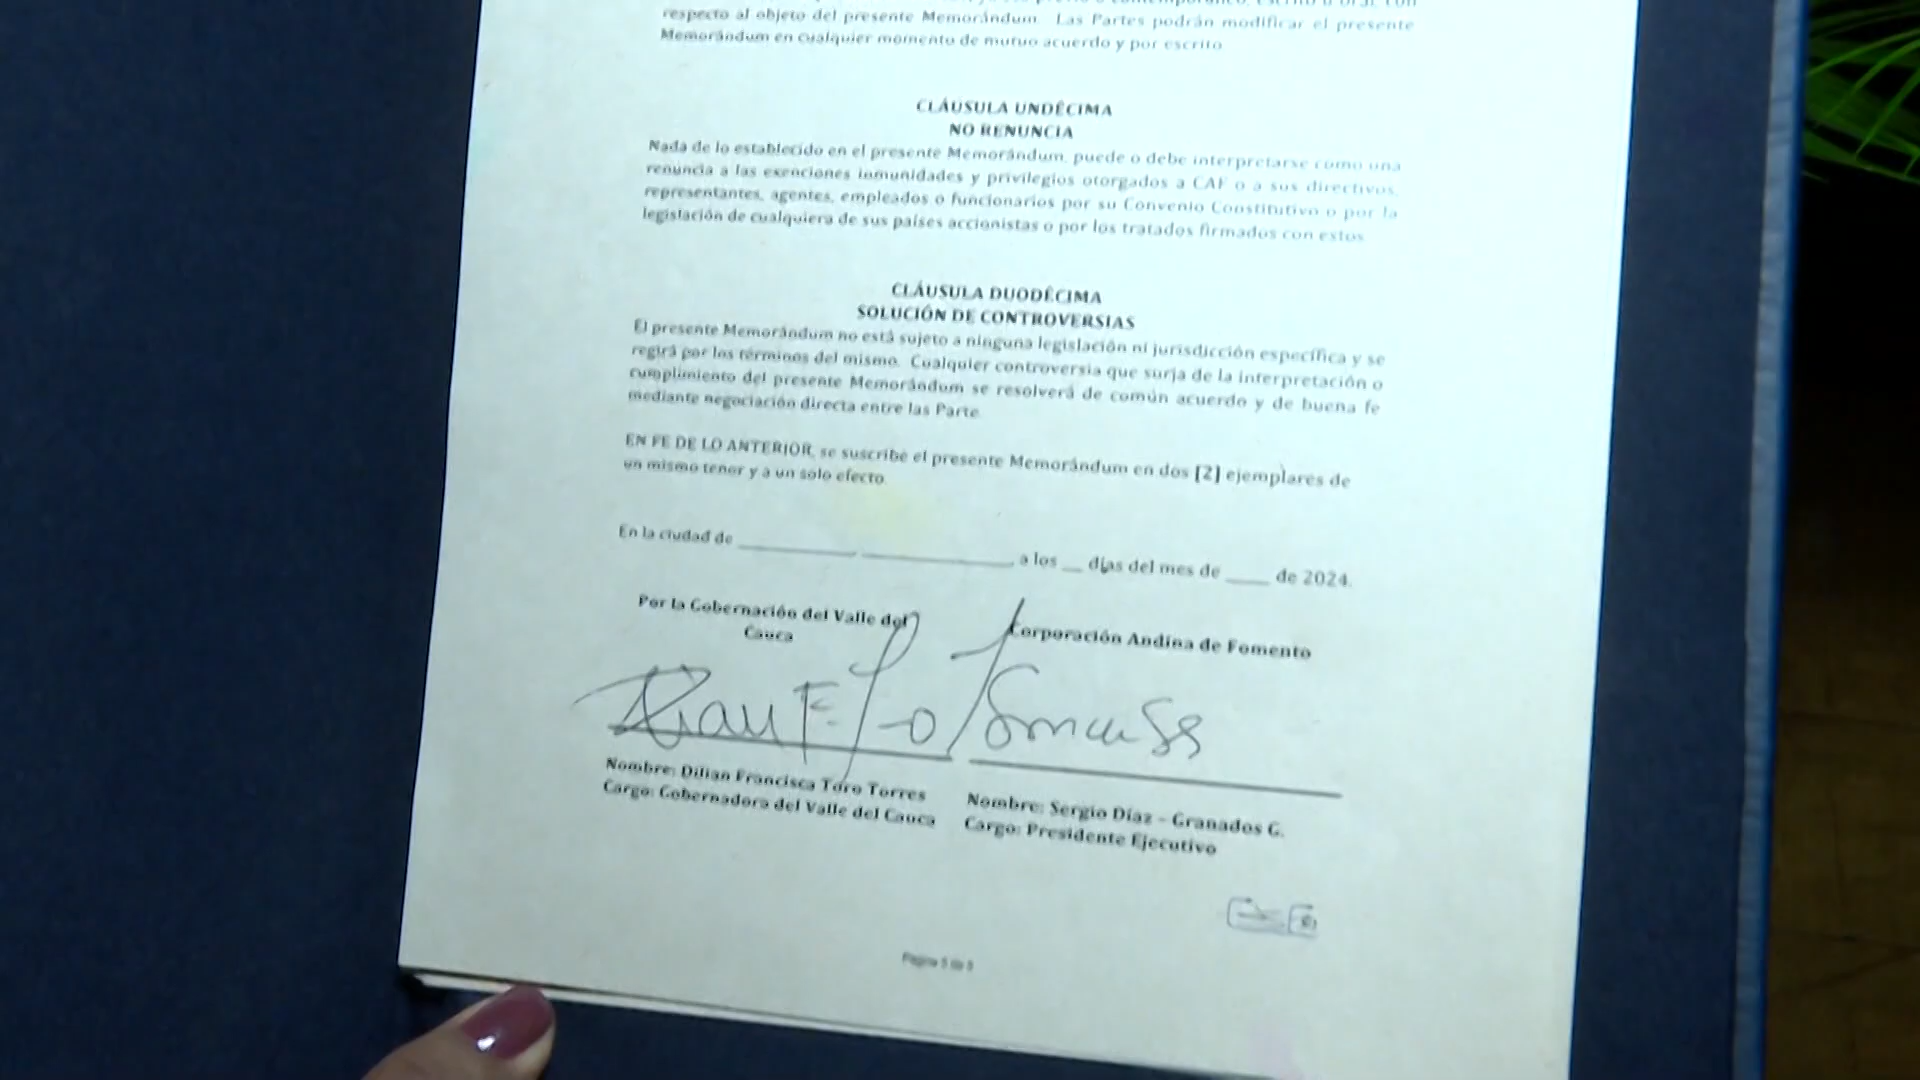 respecto al objeto del presente Memorándum. Las Partes podrán modificar el presente
Memorándum en cualquier momento de mutuo acuerdo y por escrito
CLÁUSULA UNDÉCIMA
NO RENUNCIA
Nada de lo establecido en el presente Memorándum, puede o debe interpretarse como una
renuncia a las exenciones inmunidades y privilegios otorgados a CAF o a sus directivos,
representantes, agentes, empleados o funcionarios por su Convenio Constitutivo o por la
legislación de cualquiera de sus países accionistas o por los tratados firmados con estos
CLÁUSULA DUODÉCIMA
SOLUCIÓN DE CONTROVERSIAS
El presente Memorándum no está sujeto a ninguna legislación ni jurisdicción específica y se
regirá por los términos del mismo. Cualquier controversia que surja de la interpretación o
cumplimiento del presente Memorándum se resolverá de común acuerdo y de buena fe
mediante negociación directa entre las Parte
EN FE DE LO ANTERIOR, se suscribe el presente Memorándum en dos [2] ejemplares de
un mismo tenor y a un solo efecto
En la ciudad de ____________, ________________, a los __ días del mes de ____ de 2024.
Por la Gobernación del Valle del
Cauca
Corporación Andina de Fomento
Nombre: Dilian Francisca Toro Torres
Cargo: Gobernadora del Valle del Cauca
Nombre: Sergio Díaz - Granados G.
Cargo: Presidente Ejecutivo
Página 5 de 5